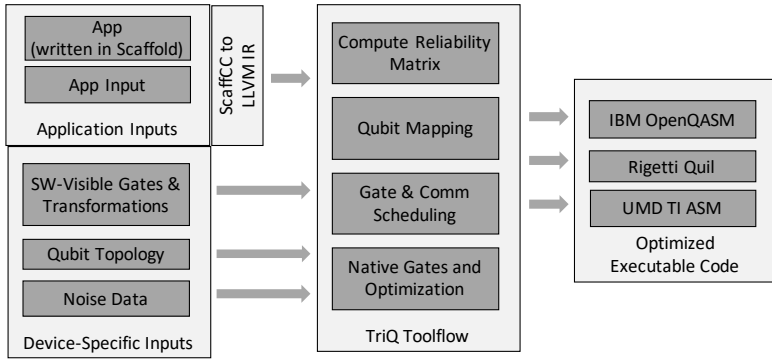 App
(written in Scaffold)
App Input
Application Inputs
ScaffCC to
LLVM IR
SW-Visible Gates &
Transformations
Qubit Topology
Noise Data
Device-Specific Inputs
Compute Reliability
Matrix
Qubit Mapping
Gate & Comm
Scheduling
Native Gates and
Optimization
TriQ Toolflow
IBM OpenQASM
Rigetti Quil
UMD TI ASM
Optimized
Executable Code